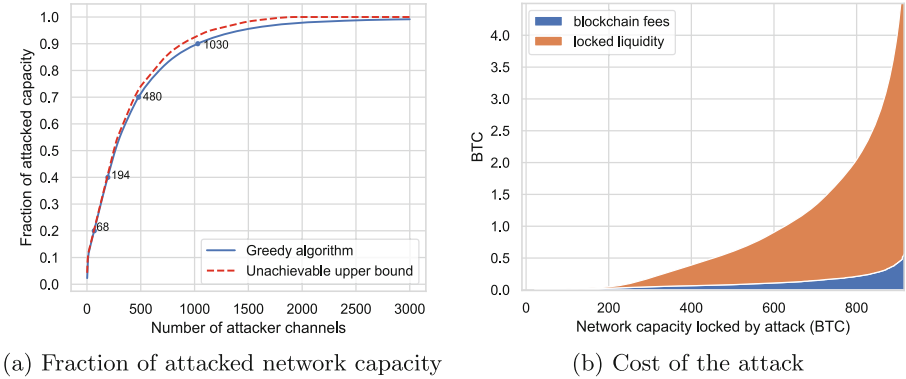 1.0
0.9
0.8
0.7
0.6
0.5
0.4
0.3
0.2
0.1
0.0
Fraction of attacked capacity
1030
480
194
68
Greedy algorithm
Unachievable upper bound
0 500 1000 1500 2000 2500 3000
Number of attacker channels
(a) Fraction of attacked network capacity
blockchain fees
locked liquidity
4.5
4.0
3.5
3.0
2.5
2.0
1.5
1.0
0.5
0.0
BTC
0 200 400 600 800
Network capacity locked by attack (BTC)
(b) Cost of the attack